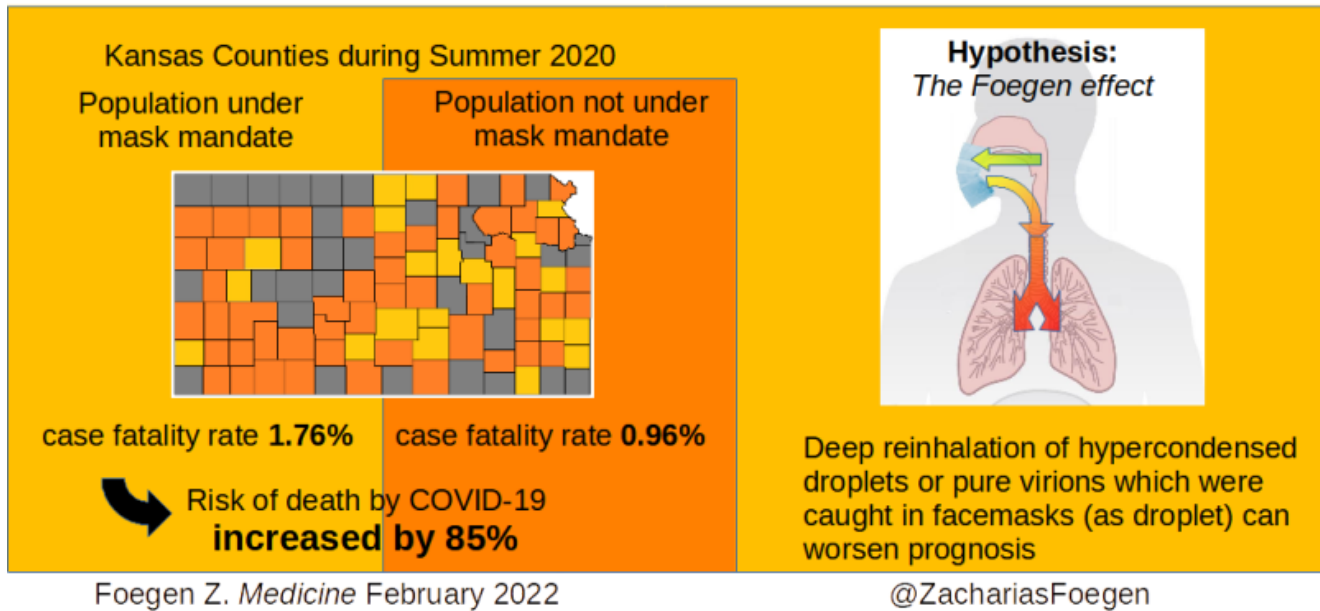 Kansas Counties during Summer 2020
Population under
mask mandate
Population not under
mask mandate
case fatality rate 1.76%
case fatality rate 0.96%
Risk of death by COVID-19
increased by 85%
Hypothesis:
The Foegen effect
Deep reinhalation of hypercondensed
droplets or pure virions which were
caught in facemasks (as droplet) can
worsen prognosis
Foegen Z. Medicine February 2022
@ZachariasFoegen